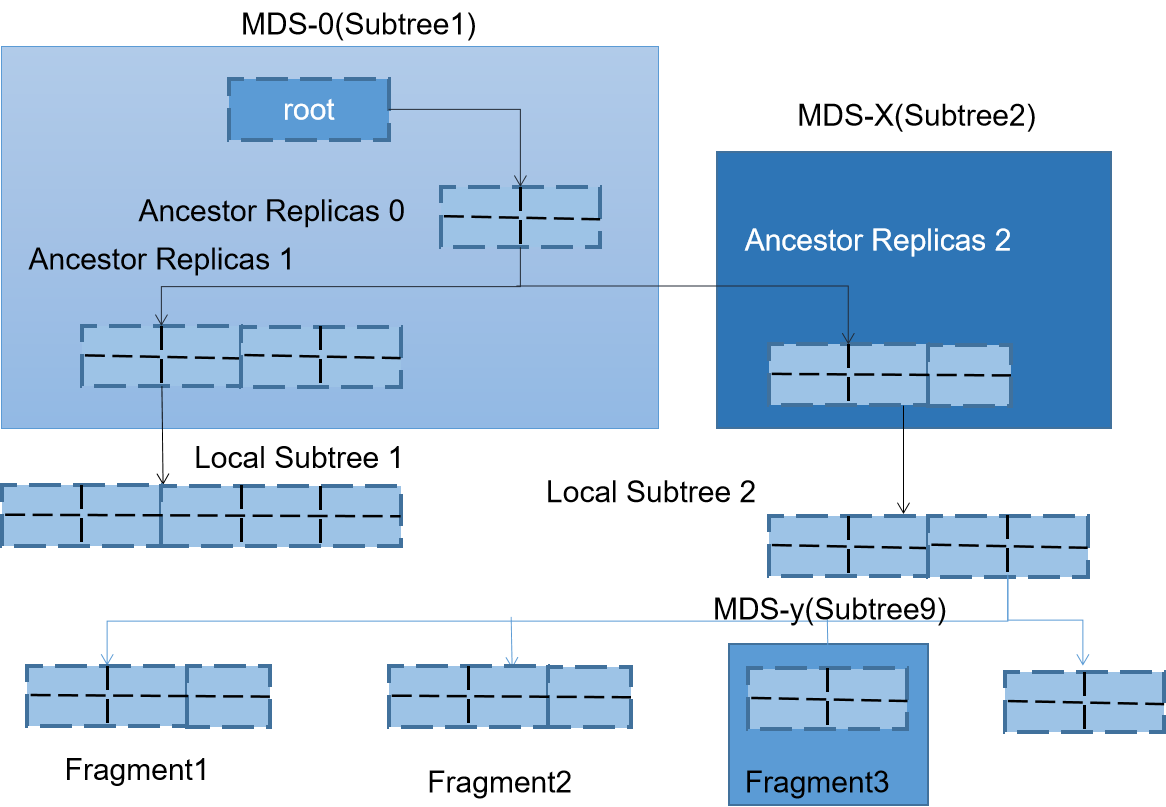 MDS-0(Subtree1)
root
MDS-X(Subtree2)
Ancestor Replicas 0
Ancestor Replicas 1
Ancestor Replicas 2
Local Subtree 1
Local Subtree 2
MDS-y(Subtree9)
Fragment1
Fragment2
Fragment3